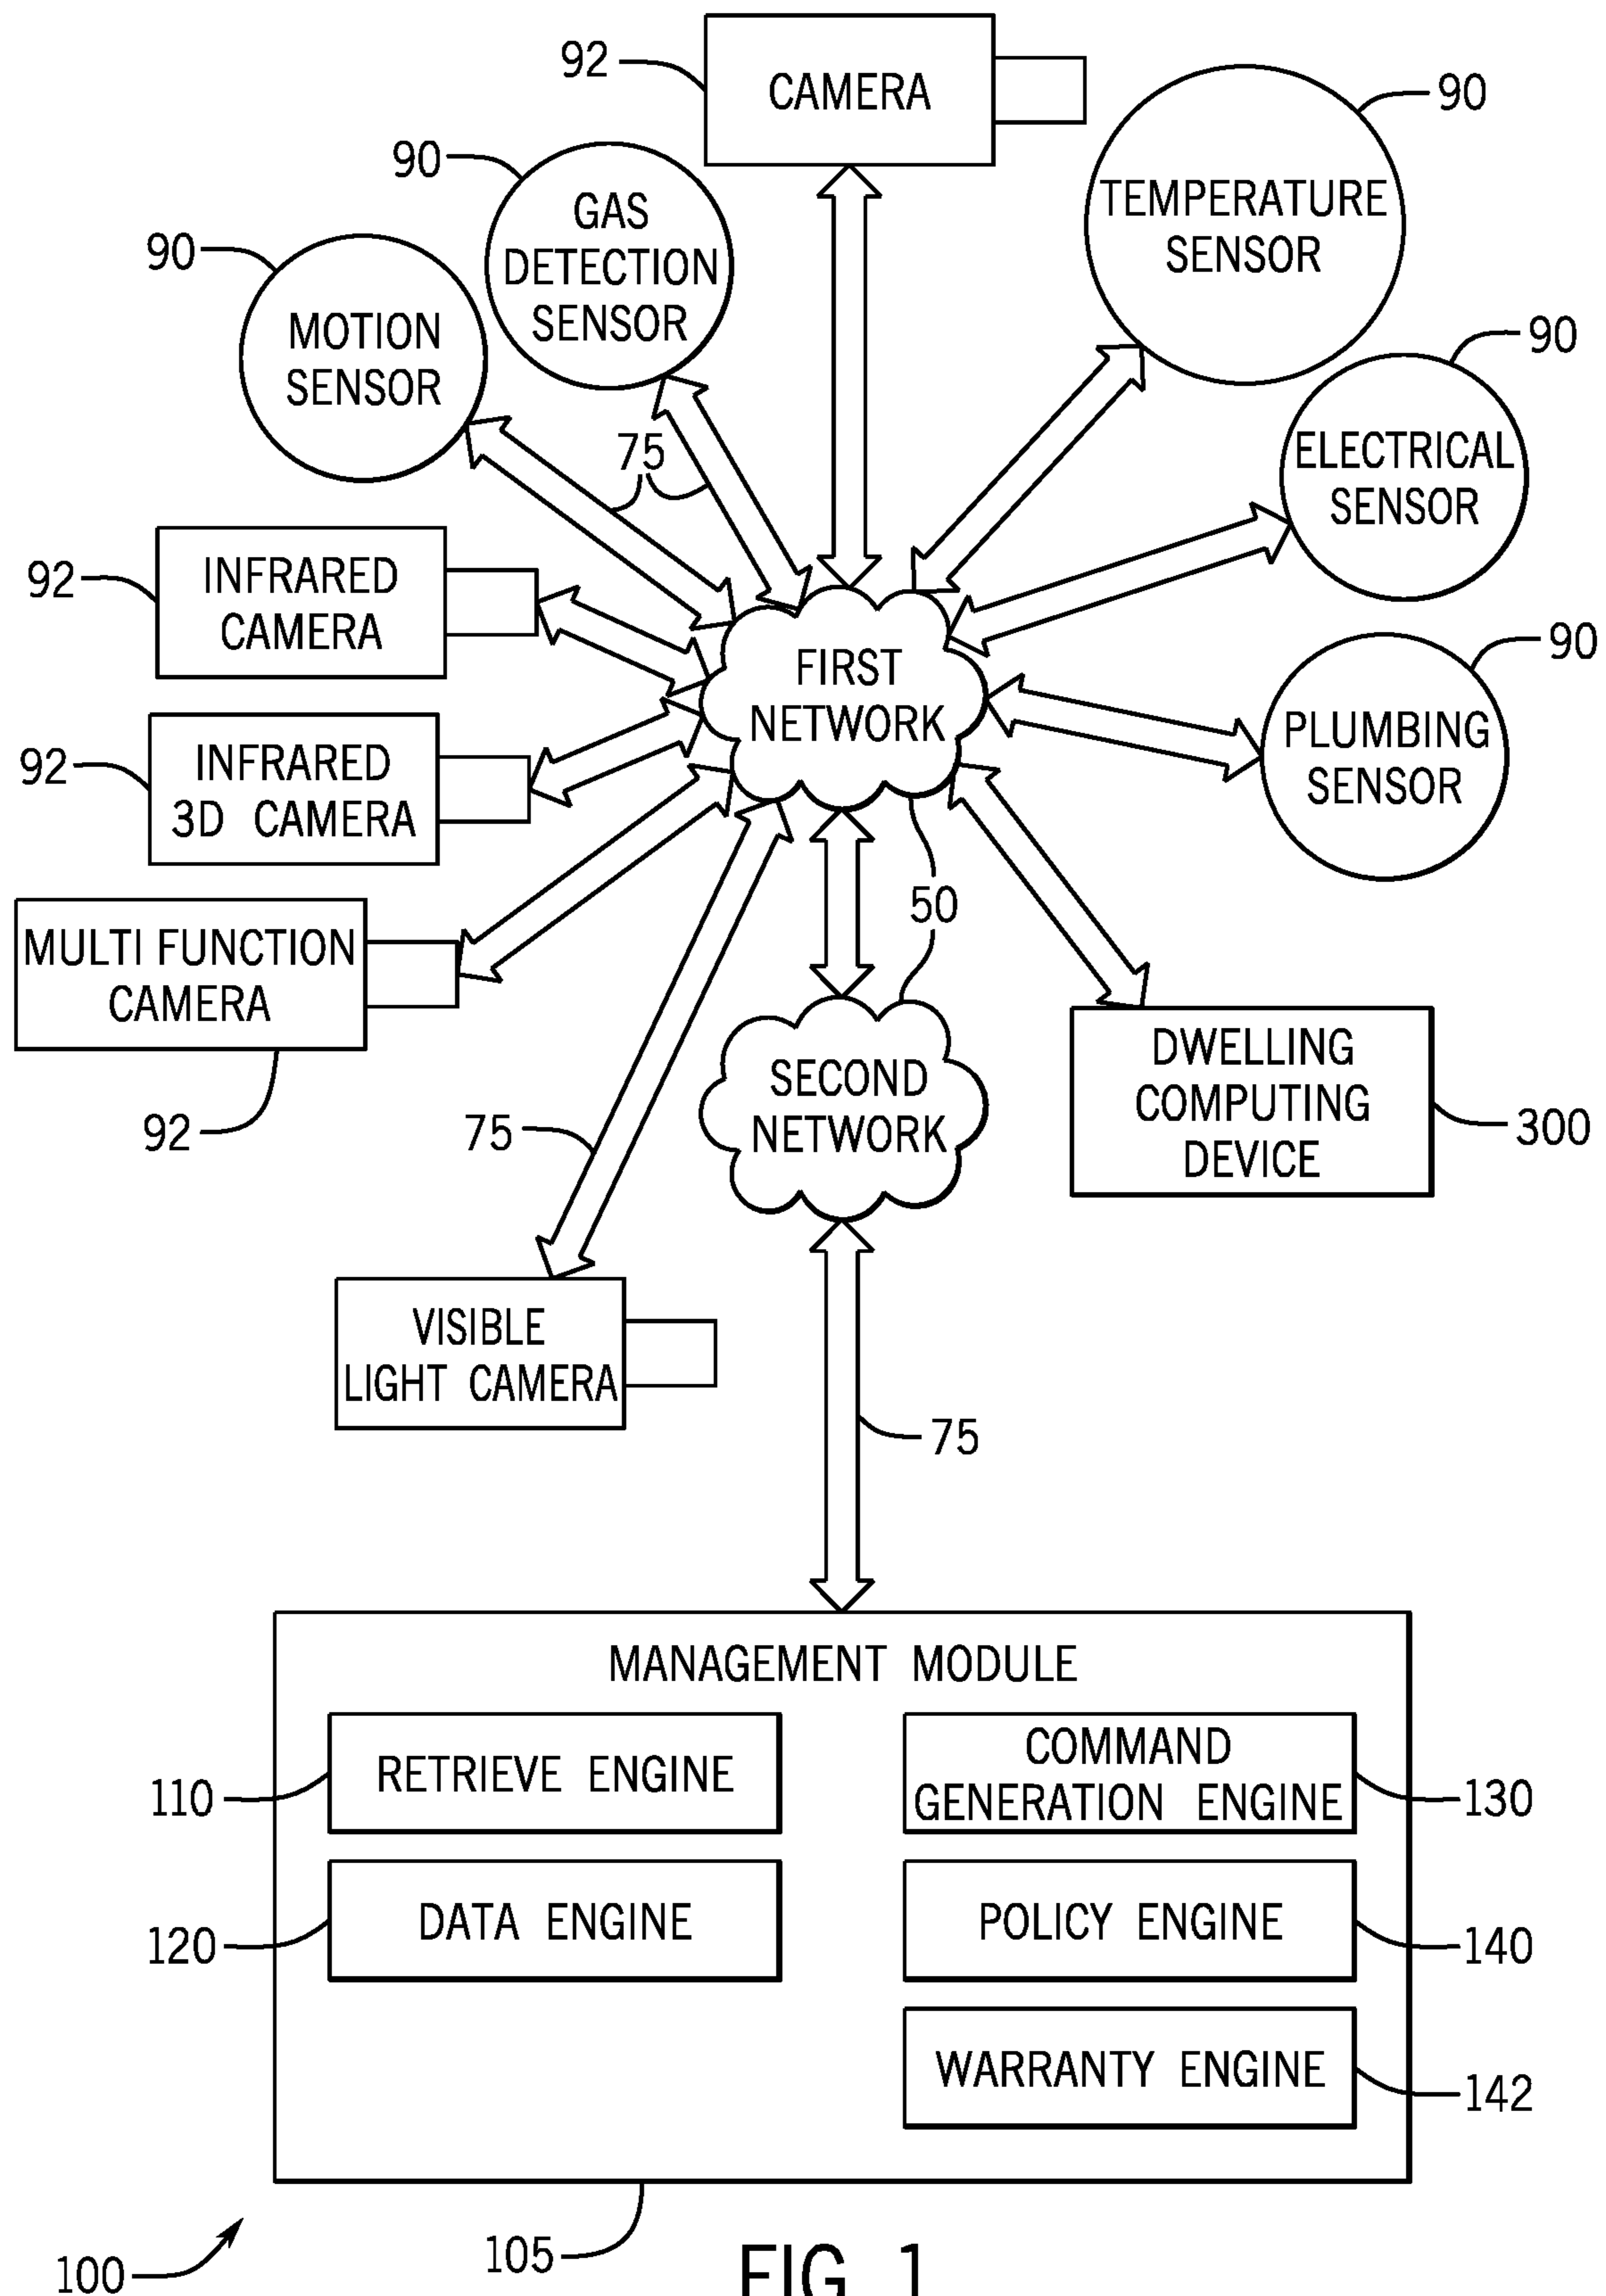 92
CAMERA
90
TEMPERATURE
SENSOR
90
GAS
DETECTION
SENSOR
90
MOTION
SENSOR
90
ELECTRICAL
SENSOR
75
92
INFRARED
CAMERA
FIRST
NETWORK
90
PLUMBING
SENSOR
92
INFRARED
3D CAMERA
50
MULTI FUNCTION
CAMERA
92
SECOND
NETWORK
DWELLING
COMPUTING
DEVICE
300
75
VISIBLE
LIGHT CAMERA
75
MANAGEMENT MODULE
110
RETRIEVE ENGINE
COMMAND
GENERATION ENGINE
130
120
DATA ENGINE
POLICY ENGINE
140
WARRANTY ENGINE
142
105
100
FIG. 1